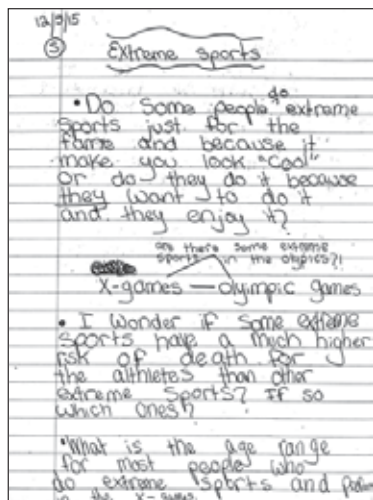 12/3/15
3
Extreme sports
• Do some people do extreme
sports just for the
fame and because it
make you look "cool"
or do they do it because
they want to do it
and they enjoy it?
are there some extreme
sports in the olypics?!
X-games — olympic games
• I wonder if some extreme
sports have a much higher
risk of death for
the althletes than other
extreme sports? If so
which ones?
• What is the age range
for most people who
do extreme sports and
in the x-games